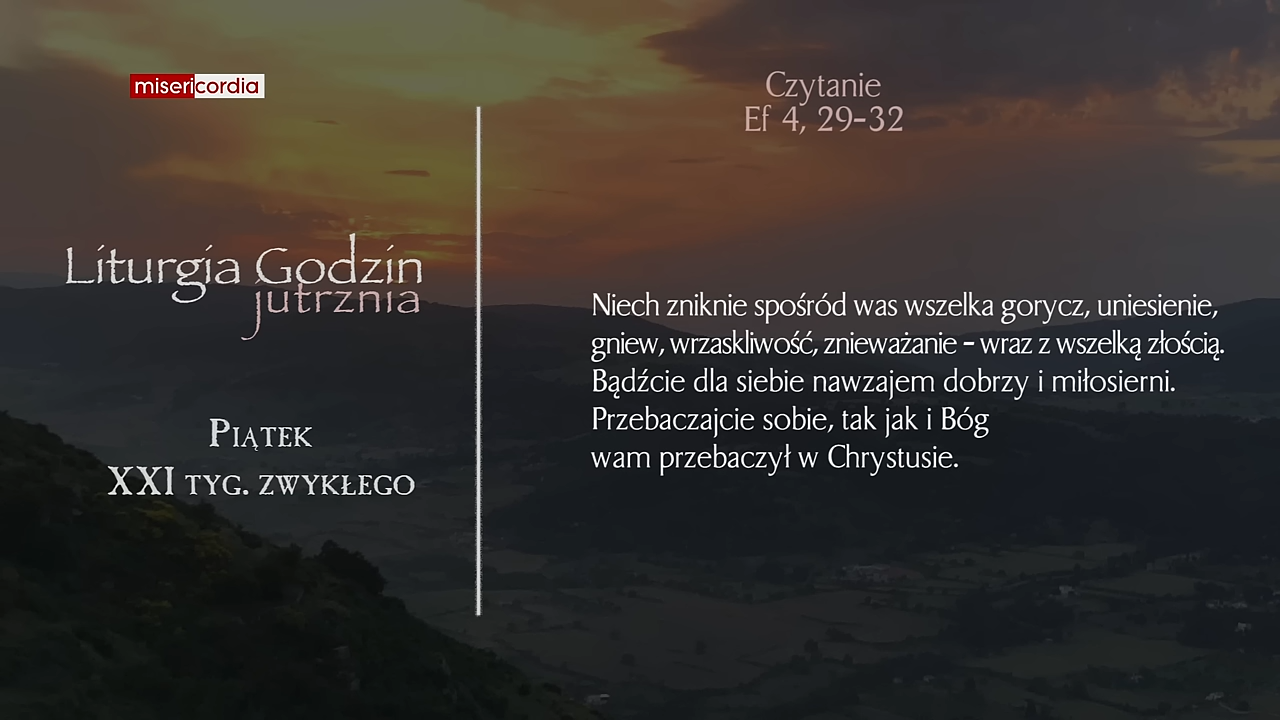 misericordia
Liturgia Godzin
jutrznia
Piątek
XXI tyg. zwykłego
Czytanie
Ef 4, 29-32
Niech zniknie spośród was wszelka gorycz, uniesienie,
gniew, wrzaskliwość, znieważanie – wraz z wszelką złością.
Bądźcie dla siebie nawzajem dobrzy i miłosierni.
Przebaczajcie sobie, tak jak i Bóg
wam przebaczył w Chrystusie.